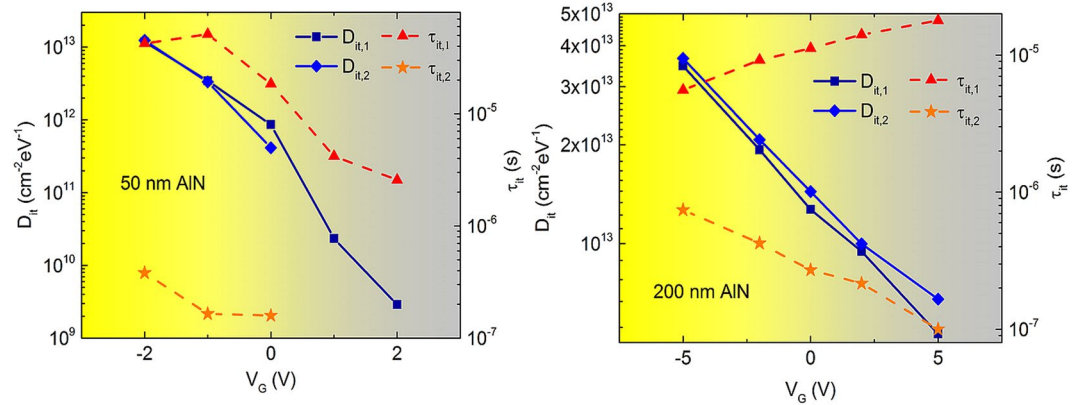 D_it,1 τ_it,1
D_it,2 τ_it,2
10^13
10^12
10^11
10^10
10^9
D_it (cm^-2eV^-1)
50 nm AlN
10^-5
10^-6
10^-7
τ_it (s)
-2 0 2
V_G (V)
5x10^13
4x10^13
3x10^13
2x10^13
10^13
D_it (cm^-2eV^-1)
τ_it,1
D_it,1
D_it,2 τ_it,2
200 nm AlN
10^-5
10^-6
10^-7
τ_it (s)
-5 0 5
V_G (V)